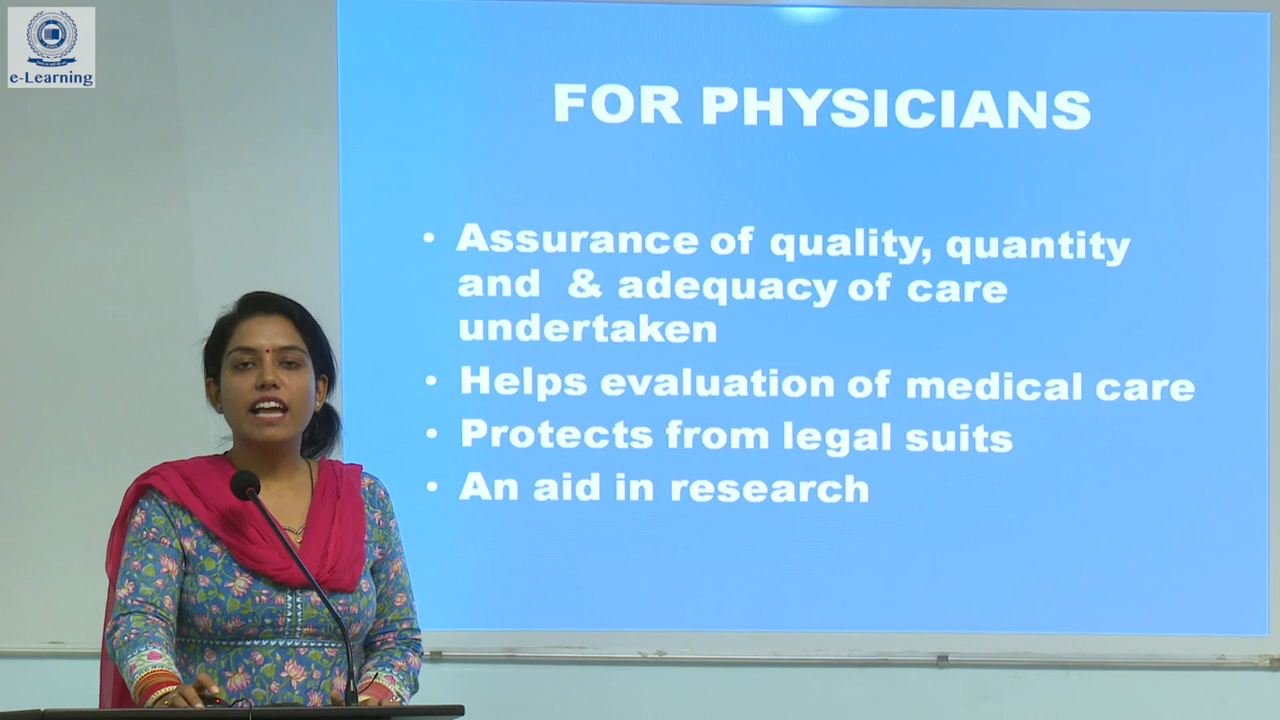 e-Learning
FOR PHYSICIANS
• Assurance of quality, quantity
and & adequacy of care
undertaken
• Helps evaluation of medical care
• Protects from legal suits
• An aid in research